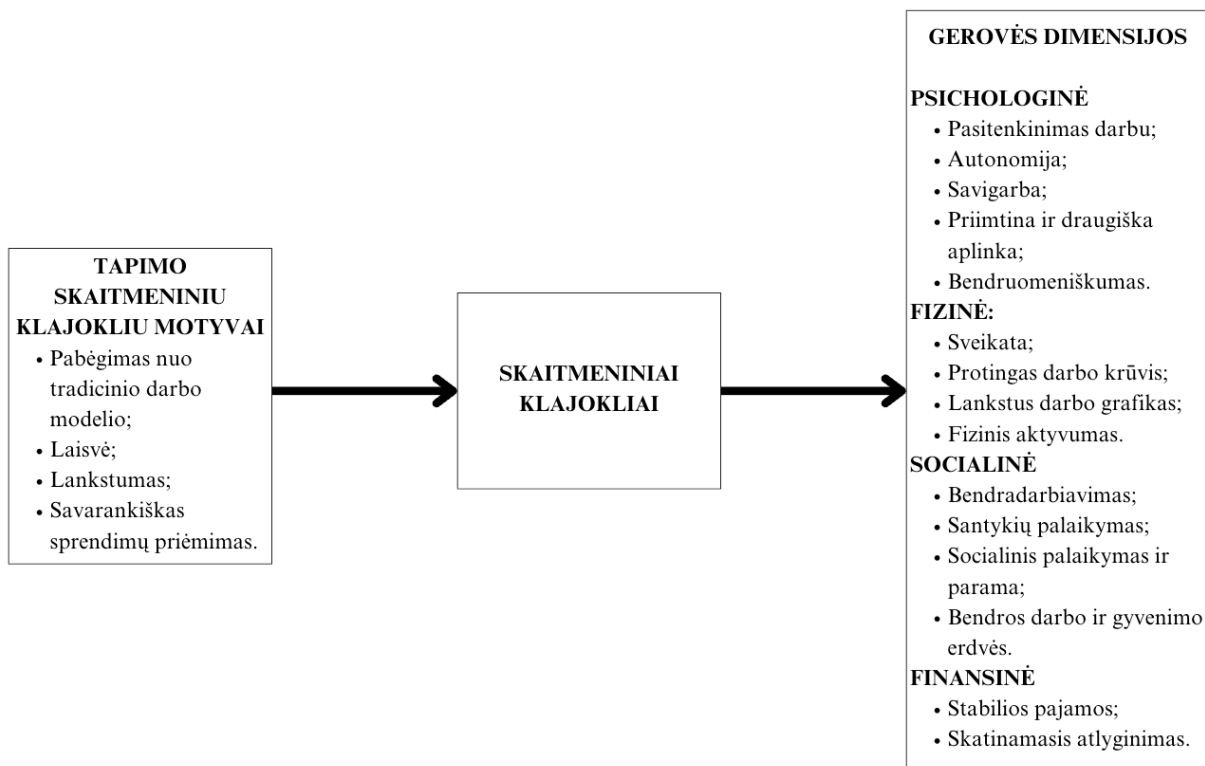 TAPIMO
SKAITMENINIU
KLAJOKLIU MOTYVAI
• Pabėgimas nuo
tradicinio darbo
modelio;
• Laisvė;
• Lankstumas;
• Savarankiškas
sprendimų priėmimas.
SKAITMENINIAI
KLAJOKLIAI
GEROVĖS DIMENSIJOS
PSICHOLOGINĖ
• Pasitenkinimas darbu;
• Autonomija;
• Savigarba;
• Priimtina ir draugiška
aplinka;
• Bendruomeniškumas.
FIZINĖ:
• Sveikata;
• Protingas darbo krūvis;
• Lankstus darbo grafikas;
• Fizinis aktyvumas.
SOCIALINĖ
• Bendradarbiavimas;
• Santykių palaikymas;
• Socialinis palaikymas ir
parama;
• Bendros darbo ir gyvenimo
erdvės.
FINANSINĖ
• Stabilios pajamos;
• Skatinamasis atlyginimas.